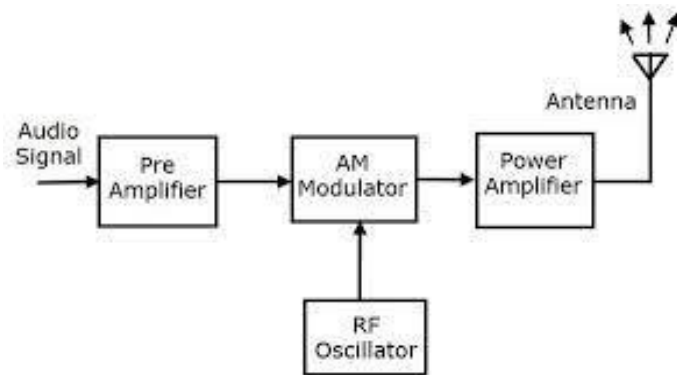 Audio
Signal
Pre
Amplifier
AM
Modulator
Power
Amplifier
Antenna
RF
Oscillator